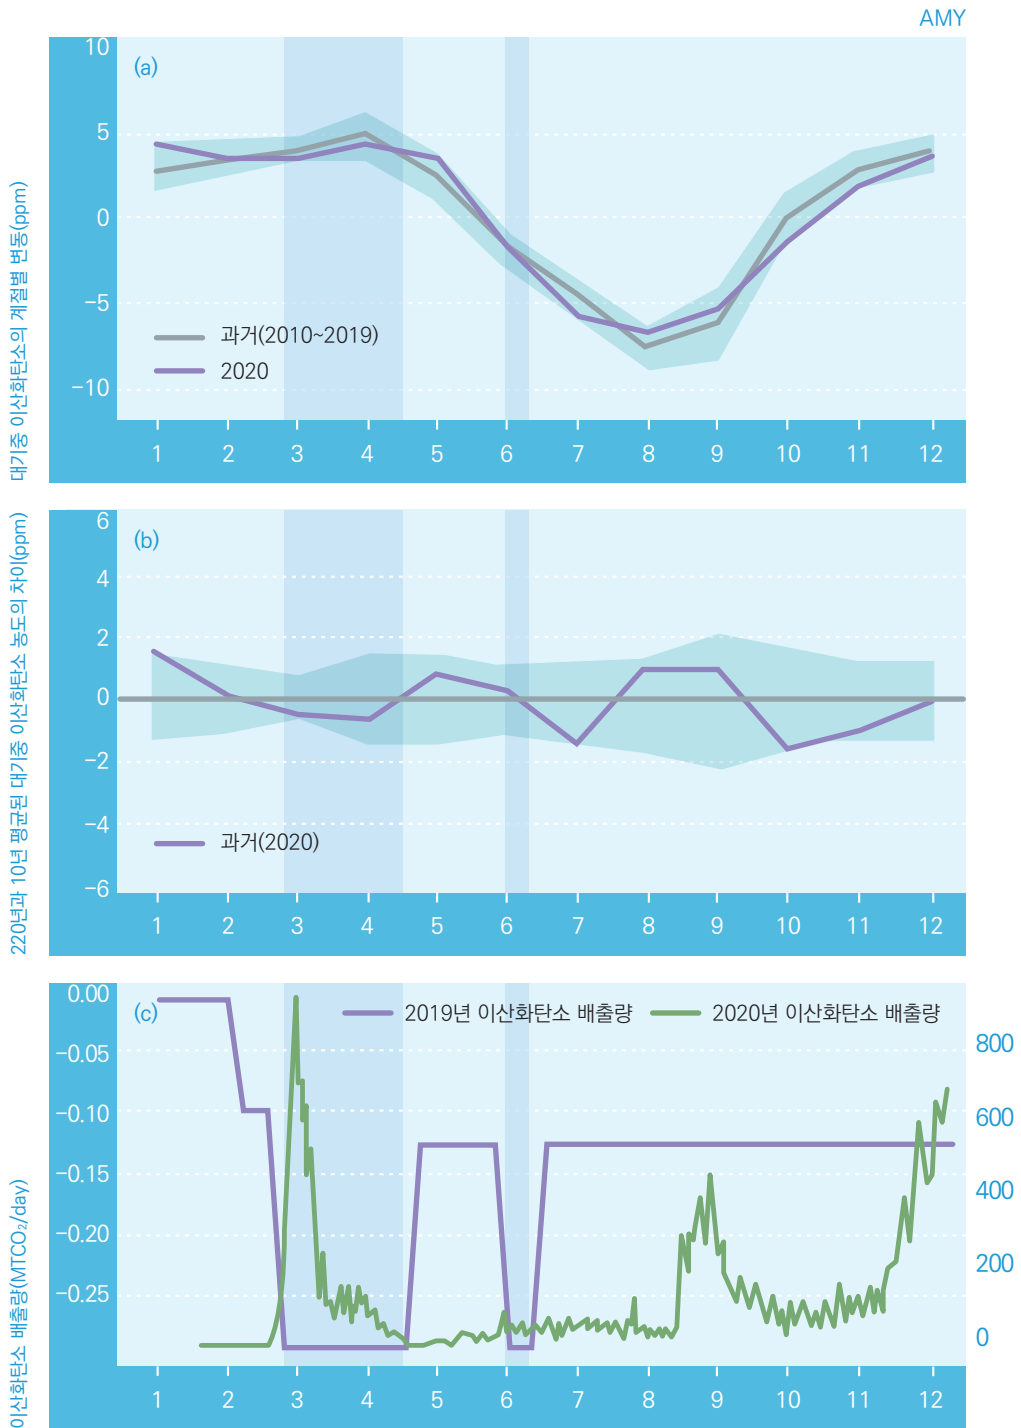 AMY
대기중 이산화탄소의 계절별 변동(ppm)
10
5
0
−5
−10
(a)
과거(2010~2019)
2020
1 2 3 4 5 6 7 8 9 10 11 12
220년과 10년 평균된 대기중 이산화탄소 농도의 차이(ppm)
6
4
2
0
−2
−4
−6
(b)
과거(2020)
1 2 3 4 5 6 7 8 9 10 11 12
이산화탄소 배출량(MTCO₂/day)
0.00
−0.05
−0.10
−0.15
−0.20
−0.25
(c)
2019년 이산화탄소 배출량
2020년 이산화탄소 배출량
800
600
400
200
0
1 2 3 4 5 6 7 8 9 10 11 12